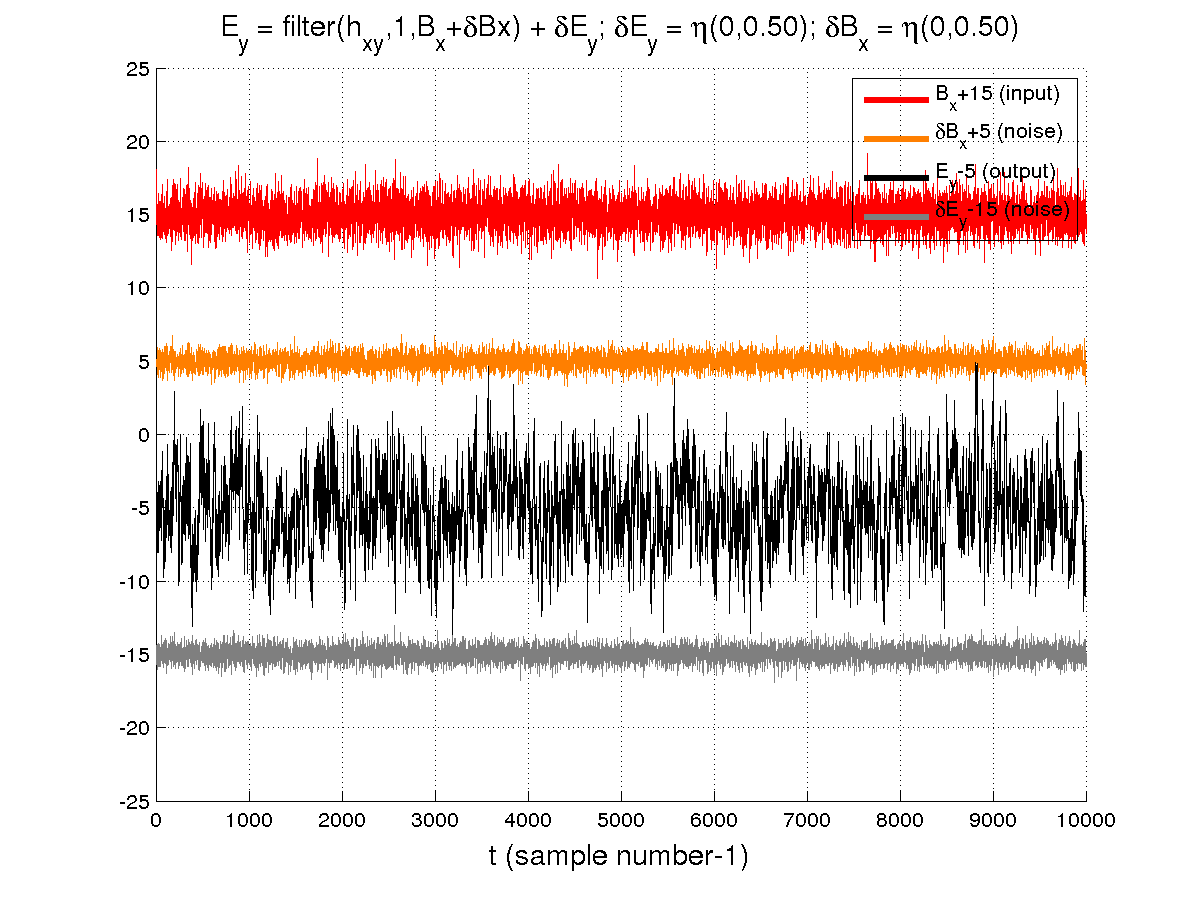 E_y = filter(h_xy,1,B_x+δBx) + δE_y; δE_y = η(0,0.50); δB_x = η(0,0.50)
25
20
15
10
5
0
-5
-10
-15
-20
-25
B_x+15 (input)
δB_x+5 (noise)
E_y-5 (output)
δE_y-15 (noise)
0 1000 2000 3000 4000 5000 6000 7000 8000 9000 10000
t (sample number-1)